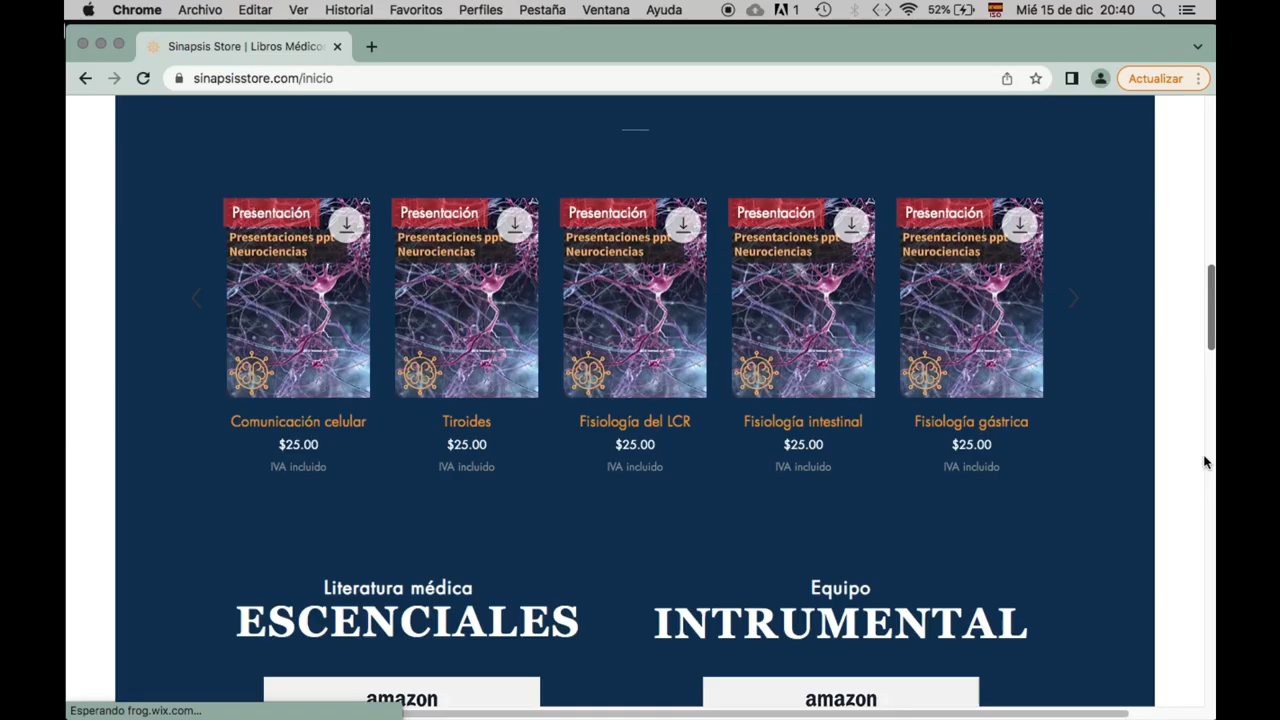 Chrome Archivo Editar Ver Historial Favoritos Perfiles Pestaña Ventana Ayuda 1 52% ISO Mié 15 de dic 20:40
Sinapsis Store | Libros Médicos
sinapsisstore.com/inicio Actualizar
Presentación Presentación Presentación Presentación Presentación
Presentaciones ppt Presentaciones ppt Presentaciones ppt Presentaciones ppt Presentaciones ppt
Neurociencias Neurociencias Neurociencias Neurociencias Neurociencias
Comunicación celular Tiroides Fisiología del LCR Fisiología intestinal Fisiología gástrica
$25.00 $25.00 $25.00 $25.00 $25.00
IVA incluido IVA incluido IVA incluido IVA incluido IVA incluido
Literatura médica Equipo
ESCENCIALES INTRUMENTAL
amazon amazon
Esperando frog.wix.com...